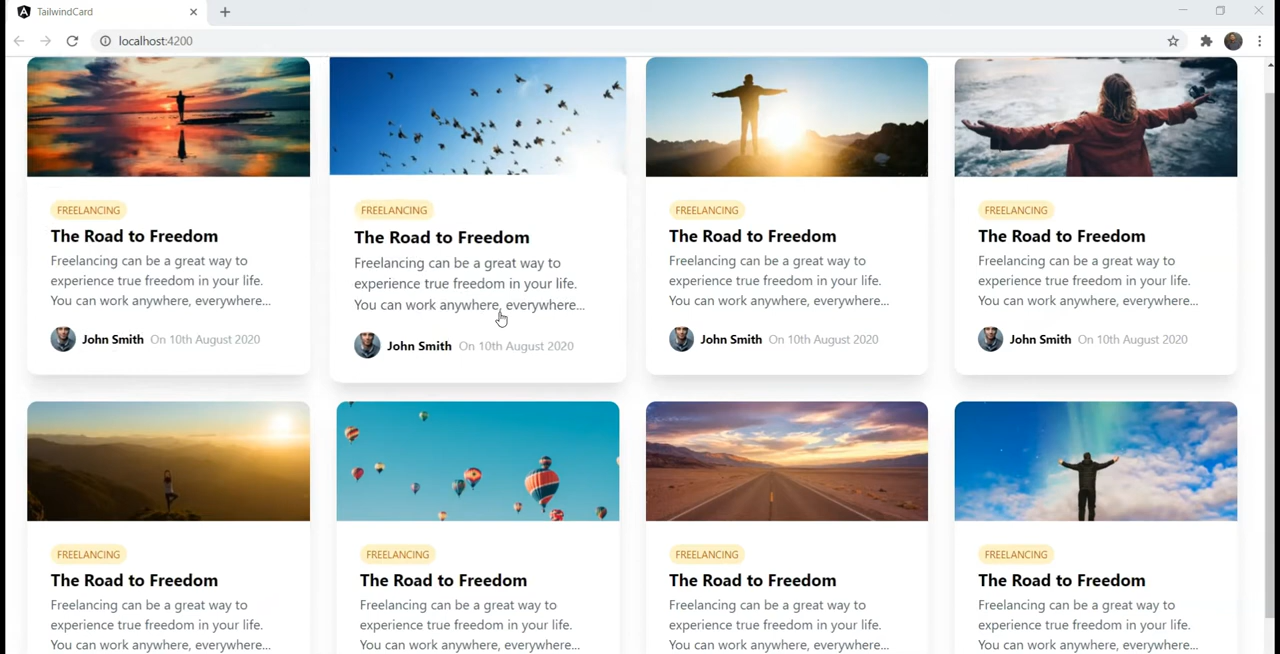 TailwindCard
localhost:4200
FREELANCING
The Road to Freedom
Freelancing can be a great way to
experience true freedom in your life.
You can work anywhere, everywhere...
John Smith On 10th August 2020
FREELANCING
The Road to Freedom
Freelancing can be a great way to
experience true freedom in your life.
You can work anywhere, everywhere...
John Smith On 10th August 2020
FREELANCING
The Road to Freedom
Freelancing can be a great way to
experience true freedom in your life.
You can work anywhere, everywhere...
John Smith On 10th August 2020
FREELANCING
The Road to Freedom
Freelancing can be a great way to
experience true freedom in your life.
You can work anywhere, everywhere...
John Smith On 10th August 2020
FREELANCING
The Road to Freedom
Freelancing can be a great way to
experience true freedom in your life.
You can work anywhere, everywhere...
FREELANCING
The Road to Freedom
Freelancing can be a great way to
experience true freedom in your life.
You can work anywhere, everywhere...
FREELANCING
The Road to Freedom
Freelancing can be a great way to
experience true freedom in your life.
You can work anywhere, everywhere...
FREELANCING
The Road to Freedom
Freelancing can be a great way to
experience true freedom in your life.
You can work anywhere, everywhere...